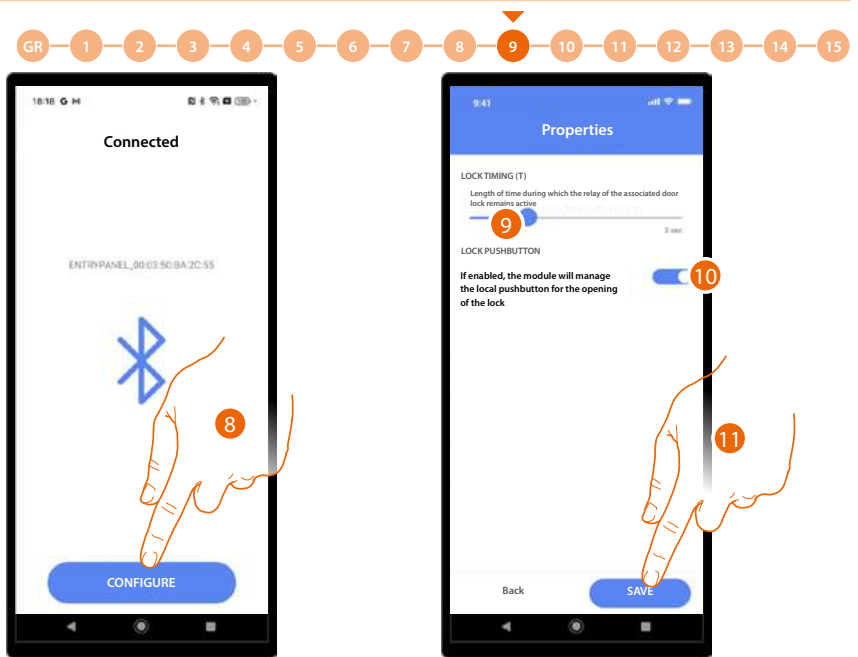 GR 1 2 3 4 5 6 7 8 9 10 11 12 13 14 15
18:18 G M
Connected
ENTRYPANEL_00:03:50:BA:2C:55
8
CONFIGURE
9:41
Properties
LOCK TIMING (T)
Length of time during which the relay of the associated door
lock remains active
9
3 sec
LOCK PUSHBUTTON
If enabled, the module will manage
the local pushbutton for the opening
of the lock
10
11
Back
SAVE